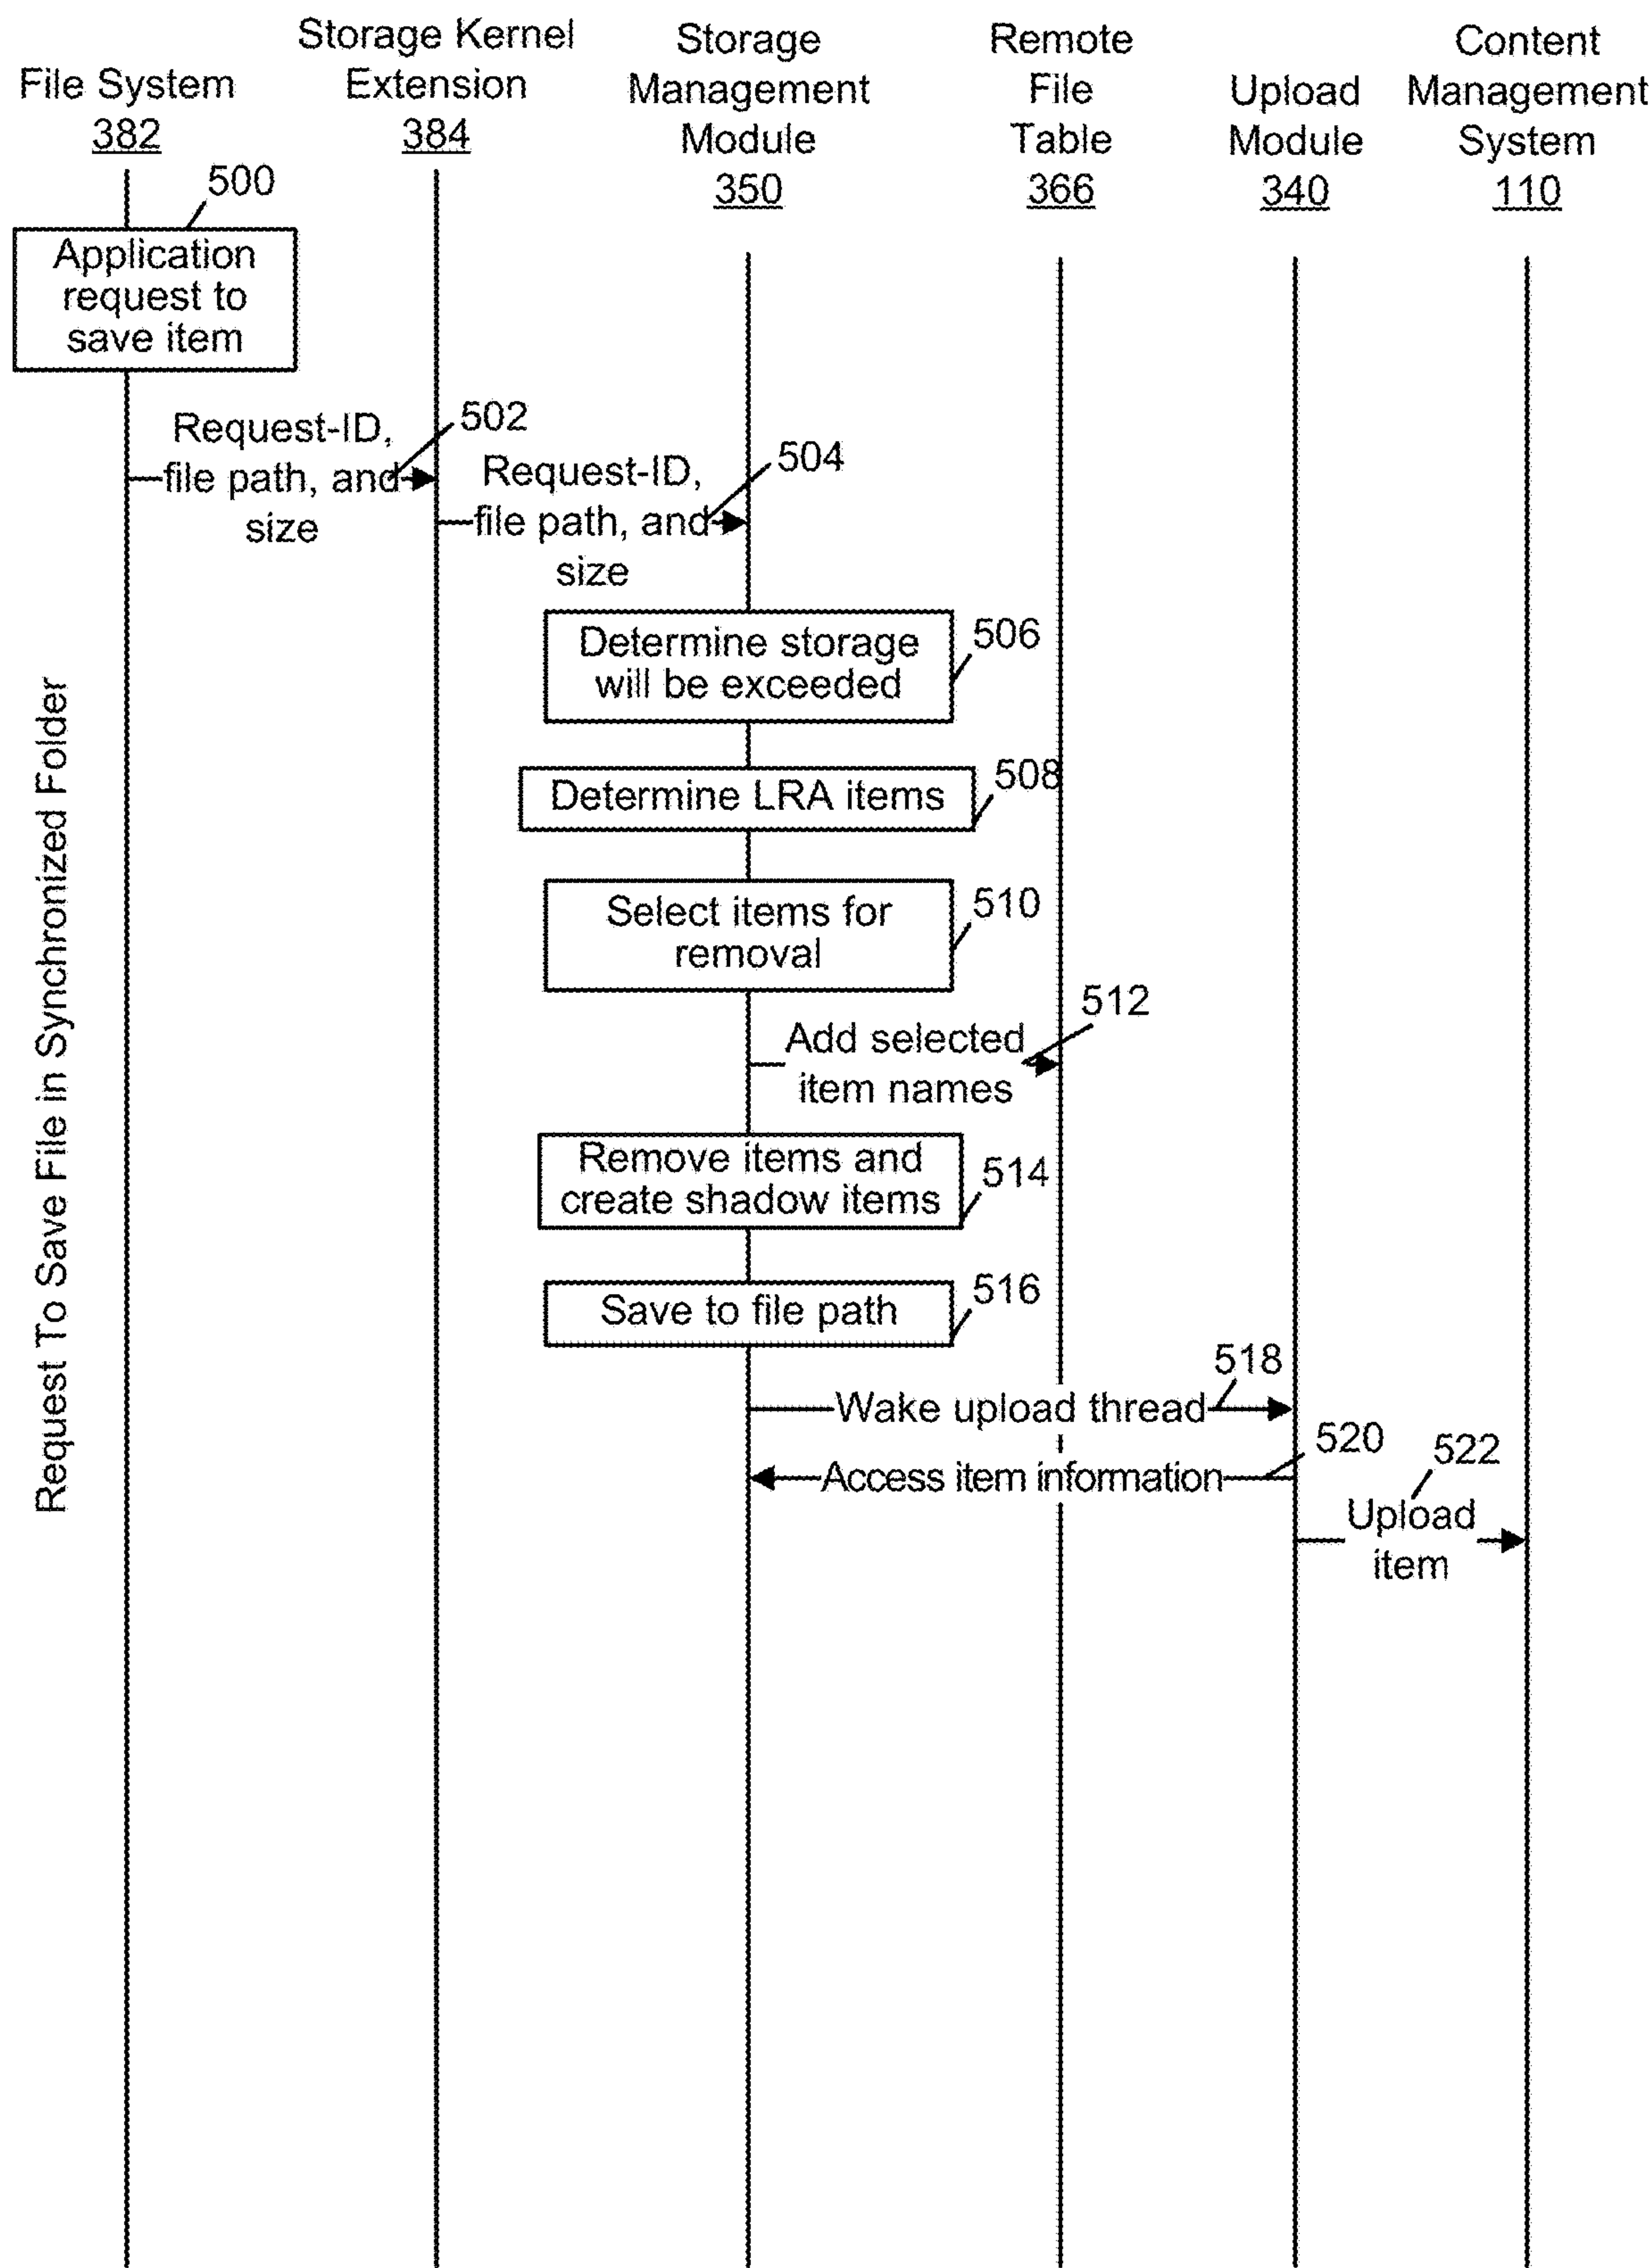 File System
382
Storage Kernel
Extension
384
Storage
Management
Module
350
Remote
File
Table
366
Upload
Module
340
Content
Management
System
110
500
Application
request to
save item
502
Request-ID,
file path, and
size
504
Request-ID,
file path, and
size
506
Determine storage
will be exceeded
508
Determine LRA items
510
Select items for
removal
512
Add selected
item names
514
Remove items and
create shadow items
516
Save to file path
518
Wake upload thread
520
Access item information
522
Upload
item
Request To Save File in Synchronized Folder